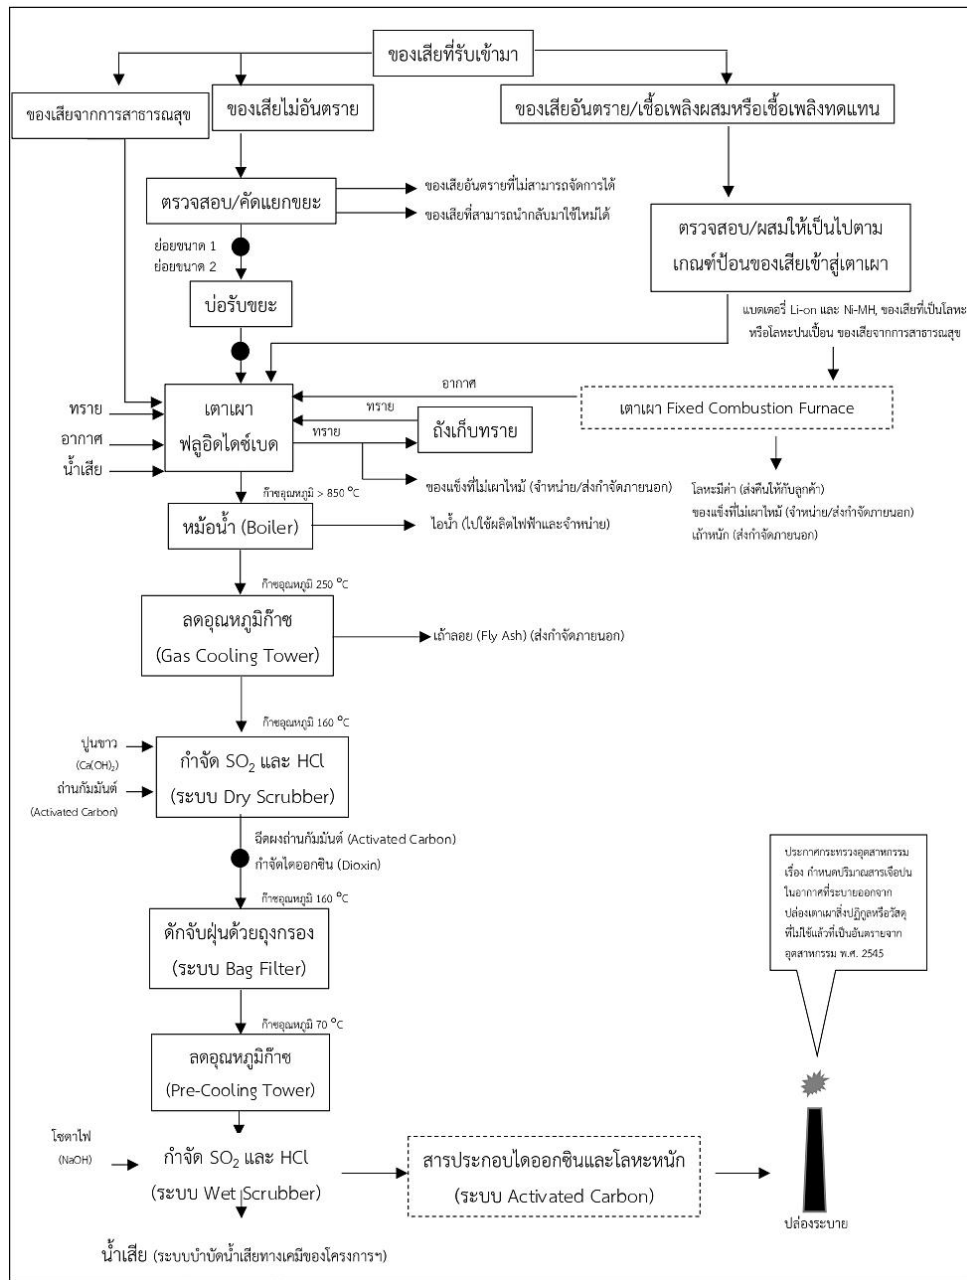 ของเสียที่รับเข้ามา
ของเสียจากการสาธารณสุข
ของเสียไม่อันตราย
ของเสียอันตราย/เชื้อเพลิงผสมหรือเชื้อเพลิงทดแทน
ตรวจสอบ/คัดแยกขยะ
ของเสียอันตรายที่ไม่สามารถจัดการได้
ของเสียที่สามารถนำกลับมาใช้ใหม่ได้
ตรวจสอบ/ผสมให้เป็นไปตาม
เกณฑ์ป้อนของเสียเข้าสู่เตาเผา
ย่อยขนาด 1
ย่อยขนาด 2
บ่อรับขยะ
แบตเตอรี่ Li-on และ Ni-MH, ของเสียที่เป็นโลหะ
หรือโลหะปนเปื้อน ของเสียจากการสาธารณสุข
อากาศ
เตาเผา Fixed Combustion Furnace
ทราย
อากาศ
น้ำเสีย
เตาเผา
ฟลูอิดไดซ์เบด
ทราย
ทราย
ถังเก็บทราย
ของแข็งที่ไม่เผาไหม้ (จำหน่าย/ส่งกำจัดภายนอก)
โลหะมีค่า (ส่งคืนให้กับลูกค้า)
ของแข็งที่ไม่เผาไหม้ (จำหน่าย/ส่งกำจัดภายนอก)
เถ้าหนัก (ส่งกำจัดภายนอก)
ก๊าซอุณหภูมิ > 850 °C
หม้อน้ำ (Boiler)
ไอน้ำ (ไปใช้ผลิตไฟฟ้าและจำหน่าย)
ก๊าซอุณหภูมิ 250 °C
ลดอุณหภูมิก๊าซ
(Gas Cooling Tower)
เถ้าลอย (Fly Ash) (ส่งกำจัดภายนอก)
ก๊าซอุณหภูมิ 160 °C
ปูนขาว
(Ca(OH)₂)
ถ่านกัมมันต์
(Activated Carbon)
กำจัด SO₂ และ HCl
(ระบบ Dry Scrubber)
ฉีดผงถ่านกัมมันต์ (Activated Carbon)
กำจัดไดออกซิน (Dioxin)
ก๊าซอุณหภูมิ 160 °C
ดักจับฝุ่นด้วยถุงกรอง
(ระบบ Bag Filter)
ก๊าซอุณหภูมิ 70 °C
ลดอุณหภูมิก๊าซ
(Pre-Cooling Tower)
ประกาศกระทรวงอุตสาหกรรม
เรื่อง กำหนดปริมาณสารเจือปน
ในอากาศที่ระบายออกจาก
ปล่องเตาเผาสิ่งปฏิกูลหรือวัสดุ
ที่ไม่ใช้แล้วที่เป็นอันตรายจาก
อุตสาหกรรม พ.ศ. 2545
โซดาไฟ
(NaOH)
กำจัด SO₂ และ HCl
(ระบบ Wet Scrubber)
สารประกอบไดออกซินและโลหะหนัก
(ระบบ Activated Carbon)
ปล่องระบาย
น้ำเสีย (ระบบบำบัดน้ำเสียทางเคมีของโครงการฯ)